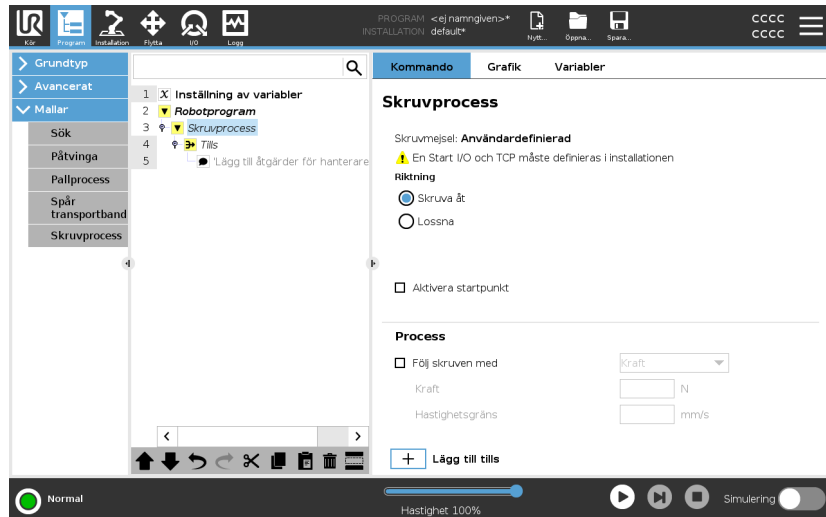 PROGRAM <ej namngiven>*
INSTALLATION default*
UR
Kör
Program
Installation
Flytta
I/O
Logg
Nytt...
Öppna...
Spara...
CCCC
CCCC
Grundtyp
Avancerat
Mallar
Sök
Påtvinga
Pallprocess
Spår
transportband
Skruvprocess
1 X Inställning av variabler
2 Robotprogram
3 Skruvprocess
4 Tills
5 'Lägg till åtgärder för hanterare
Kommando
Grafik
Variabler
Skruvprocess
Skruvmejsel: Användardefinierad
En Start I/O och TCP måste definieras i installationen
Riktning
Skruva åt
Lossna
Aktivera startpunkt
Process
Följ skruven med
Kraft
Kraft
N
Hastighetsgräns
mm/s
Lägg till tills
Normal
Hastighet 100%
Simulering